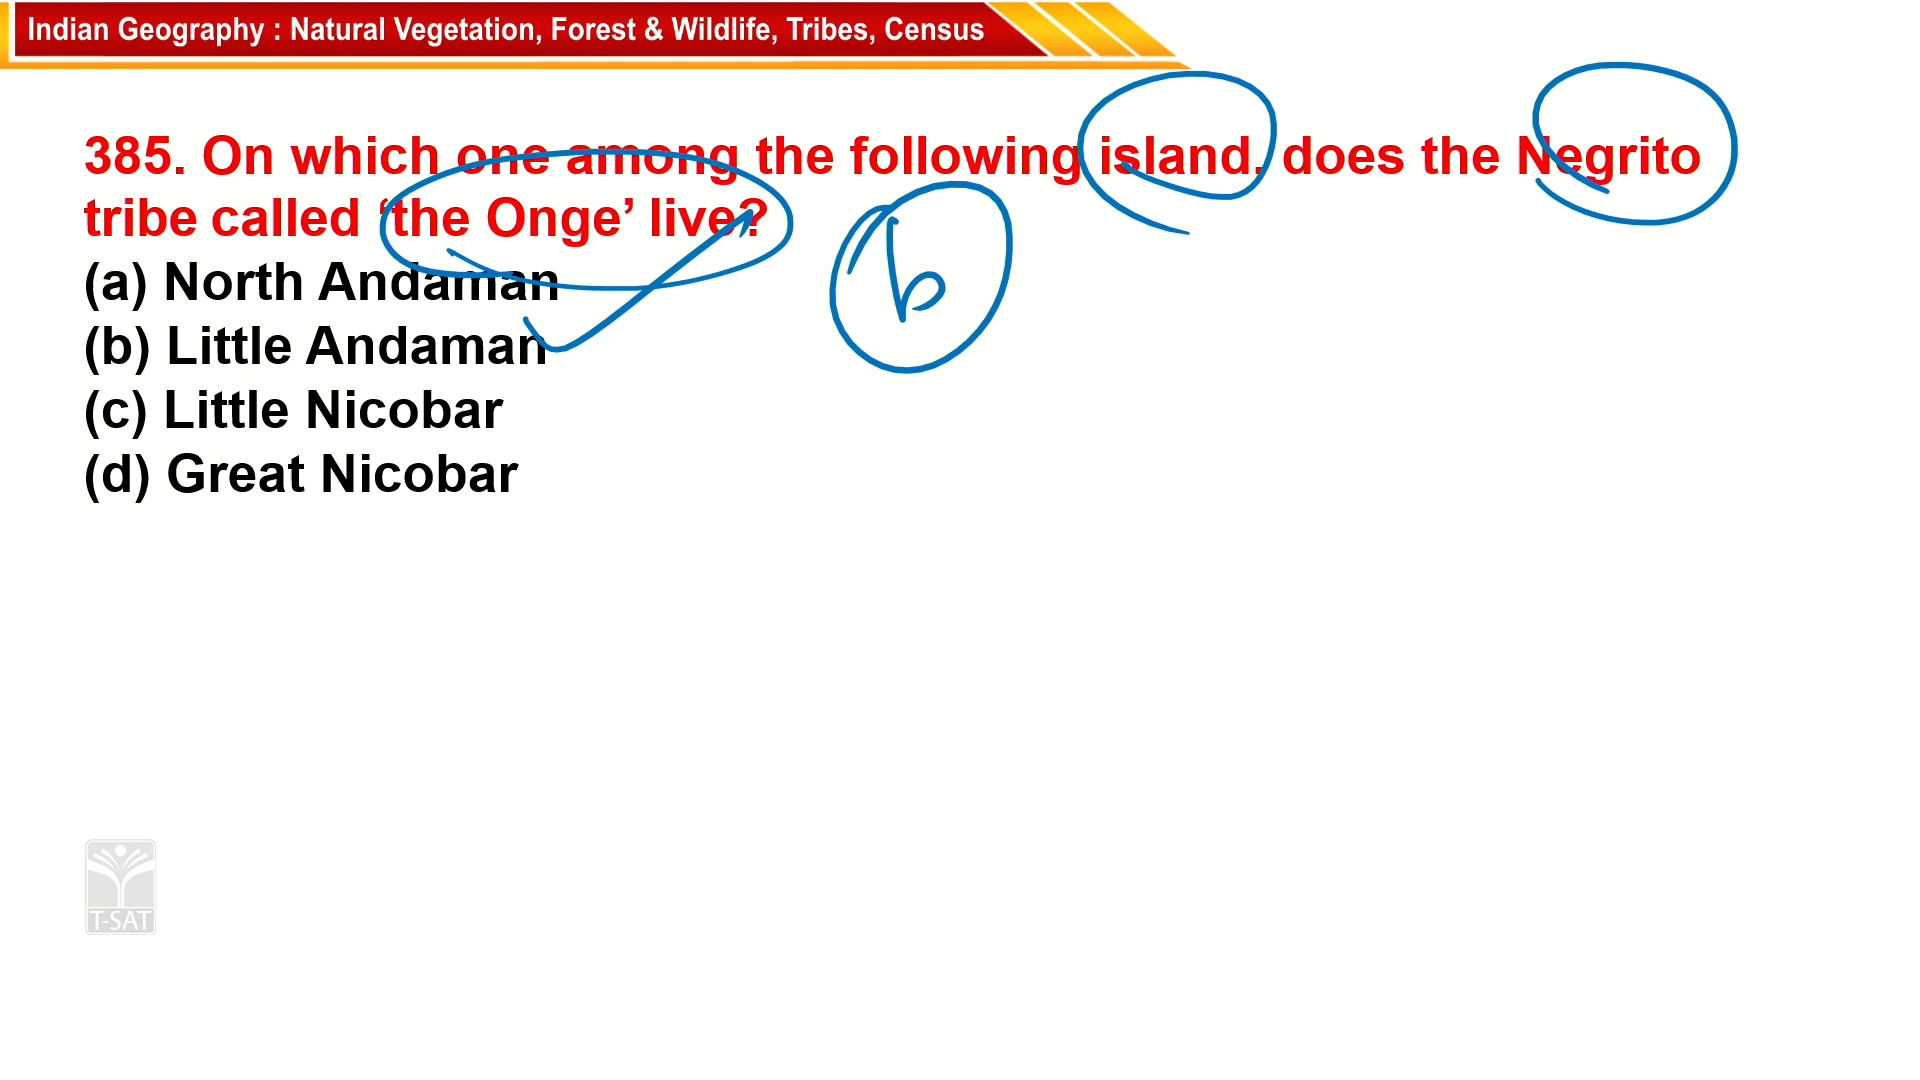 Indian Geography : Natural Vegetation, Forest & Wildlife, Tribes, Census
385. On which one among the following island, does the Negrito
tribe called ‘the Onge’ live?
b
(a) North Andaman
(b) Little Andaman
(c) Little Nicobar
(d) Great Nicobar
T-SAT